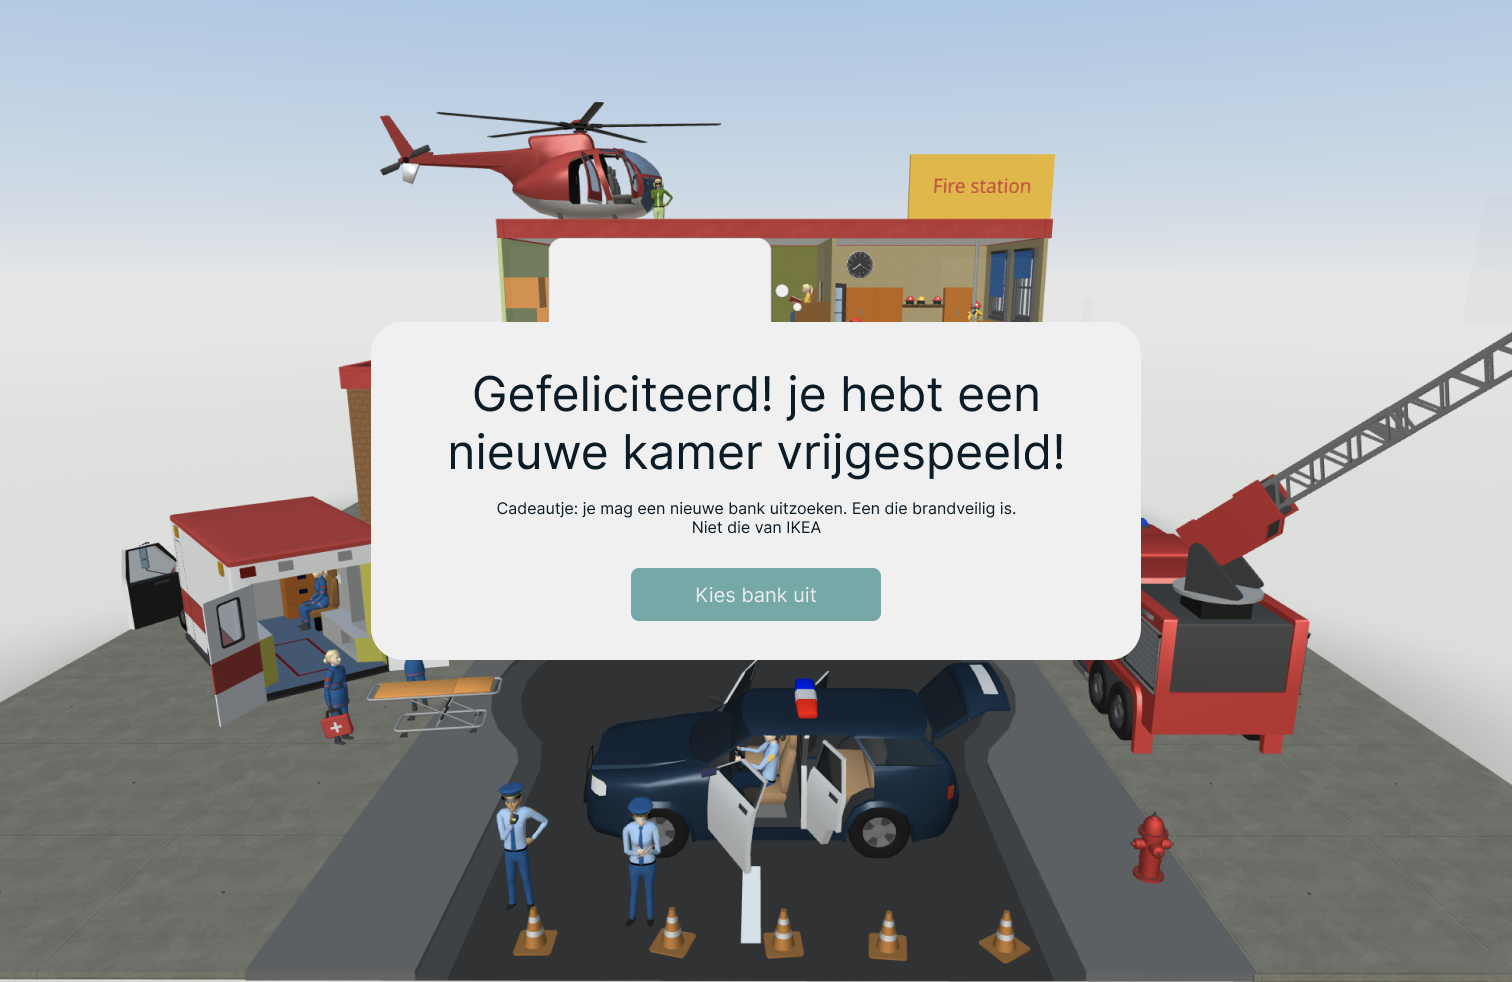 Fire station
Gefeliciteerd! je hebt een
nieuwe kamer vrijgespeeld!
Cadeautje: je mag een nieuwe bank uitzoeken. Een die brandveilig is.
Niet die van IKEA
Kies bank uit